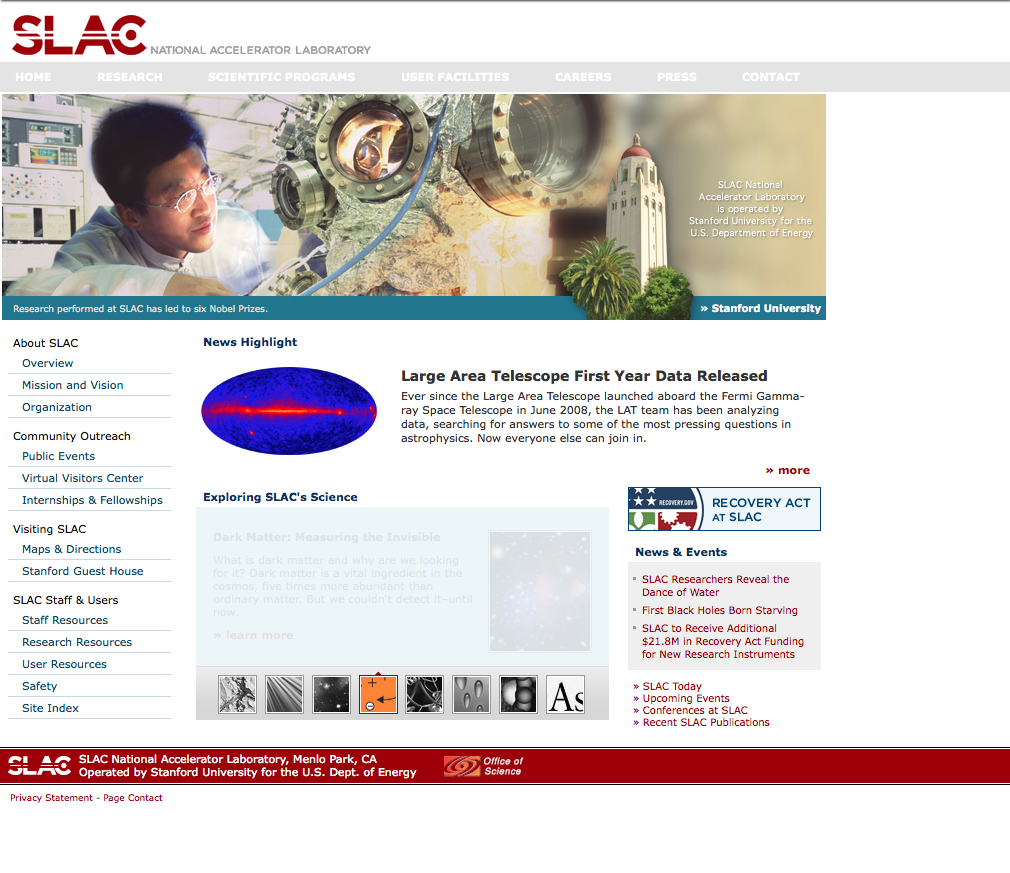 SLAC NATIONAL ACCELERATOR LABORATORY
HOME RESEARCH SCIENTIFIC PROGRAMS USER FACILITIES CAREERS PRESS CONTACT
SLAC National
Accelerator Laboratory
is operated by
Stanford University for the
U.S. Department of Energy
Research performed at SLAC has led to six Nobel Prizes.
» Stanford University
About SLAC
Overview
Mission and Vision
Organization
Community Outreach
Public Events
Virtual Visitors Center
Internships & Fellowships
Visiting SLAC
Maps & Directions
Stanford Guest House
SLAC Staff & Users
Staff Resources
Research Resources
User Resources
Safety
Site Index
News Highlight
Large Area Telescope First Year Data Released
Ever since the Large Area Telescope launched aboard the Fermi Gamma-
ray Space Telescope in June 2008, the LAT team has been analyzing
data, searching for answers to some of the most pressing questions in
astrophysics. Now everyone else can join in.
» more
Exploring SLAC's Science
Dark Matter: Measuring the Invisible
What is dark matter and why are we looking
for it? Dark matter is a vital ingredient in the
cosmos, five times more abundant than
ordinary matter. But we couldn't detect it–until
now.
» learn more
As
RECOVERY.GOV
RECOVERY ACT
AT SLAC
News & Events
SLAC Researchers Reveal the
Dance of Water
First Black Holes Born Starving
SLAC to Receive Additional
$21.8M in Recovery Act Funding
for New Research Instruments
» SLAC Today
» Upcoming Events
» Conferences at SLAC
» Recent SLAC Publications
SLAC
SLAC National Accelerator Laboratory, Menlo Park, CA
Operated by Stanford University for the U.S. Dept. of Energy
Office of
Science
Privacy Statement - Page Contact